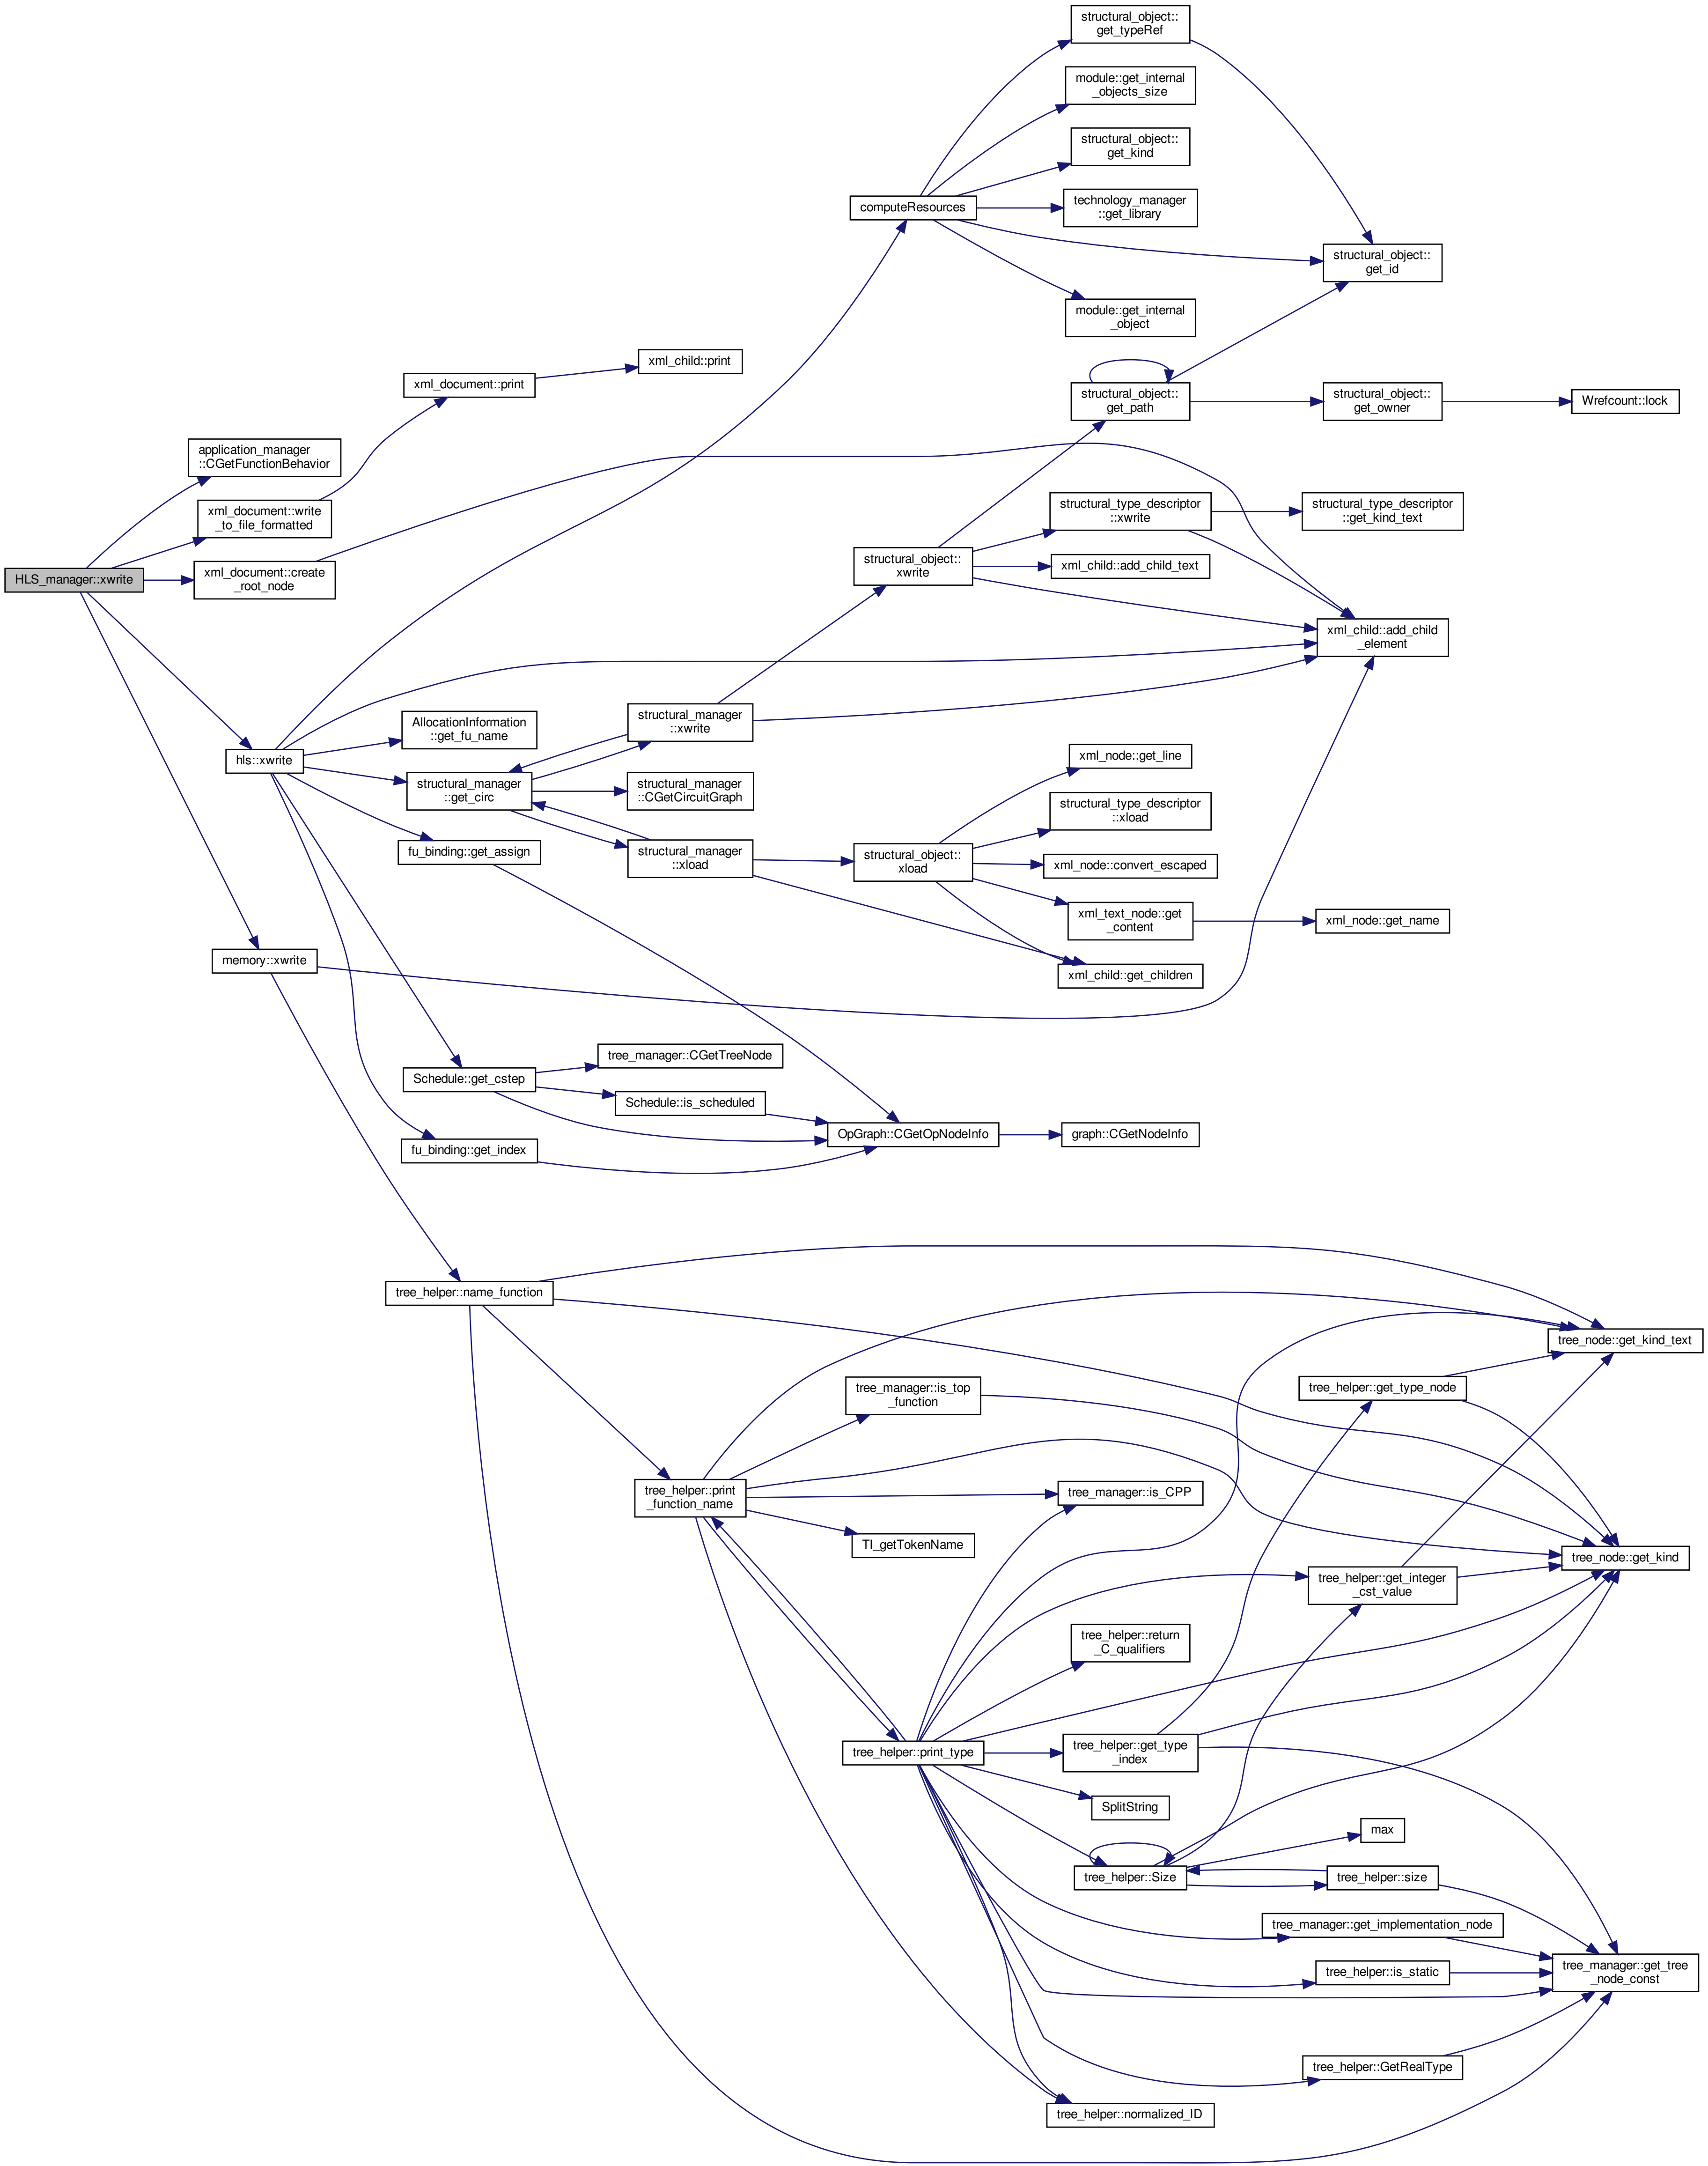 structural_object::
get_typeRef
module::get_internal
_objects_size
structural_object::
get_kind
computeResources
technology_manager
::get_library
structural_object::
get_id
module::get_internal
_object
xml_child::print
xml_document::print
structural_object::
get_path
structural_object::
get_owner
Wrefcount::lock
application_manager
::CGetFunctionBehavior
xml_document::write
_to_file_formatted
structural_type_descriptor
::xwrite
structural_type_descriptor
::get_kind_text
HLS_manager::xwrite
xml_document::create
_root_node
structural_object::
xwrite
xml_child::add_child_text
xml_child::add_child
_element
AllocationInformation
::get_fu_name
structural_manager
::xwrite
hls::xwrite
xml_node::get_line
structural_manager
::get_circ
structural_manager
::CGetCircuitGraph
structural_type_descriptor
::xload
fu_binding::get_assign
structural_manager
::xload
structural_object::
xload
xml_node::convert_escaped
xml_text_node::get
_content
xml_node::get_name
memory::xwrite
xml_child::get_children
tree_manager::CGetTreeNode
Schedule::get_cstep
Schedule::is_scheduled
OpGraph::CGetOpNodeInfo
graph::CGetNodeInfo
fu_binding::get_index
tree_helper::name_function
tree_node::get_kind_text
tree_manager::is_top
_function
tree_helper::get_type_node
tree_helper::print
_function_name
tree_manager::is_CPP
TI_getTokenName
tree_node::get_kind
tree_helper::get_integer
_cst_value
tree_helper::return
_C_qualifiers
tree_helper::print_type
tree_helper::get_type
_index
SplitString
max
tree_helper::Size
tree_helper::size
tree_manager::get_implementation_node
tree_helper::is_static
tree_manager::get_tree
_node_const
tree_helper::GetRealType
tree_helper::normalized_ID